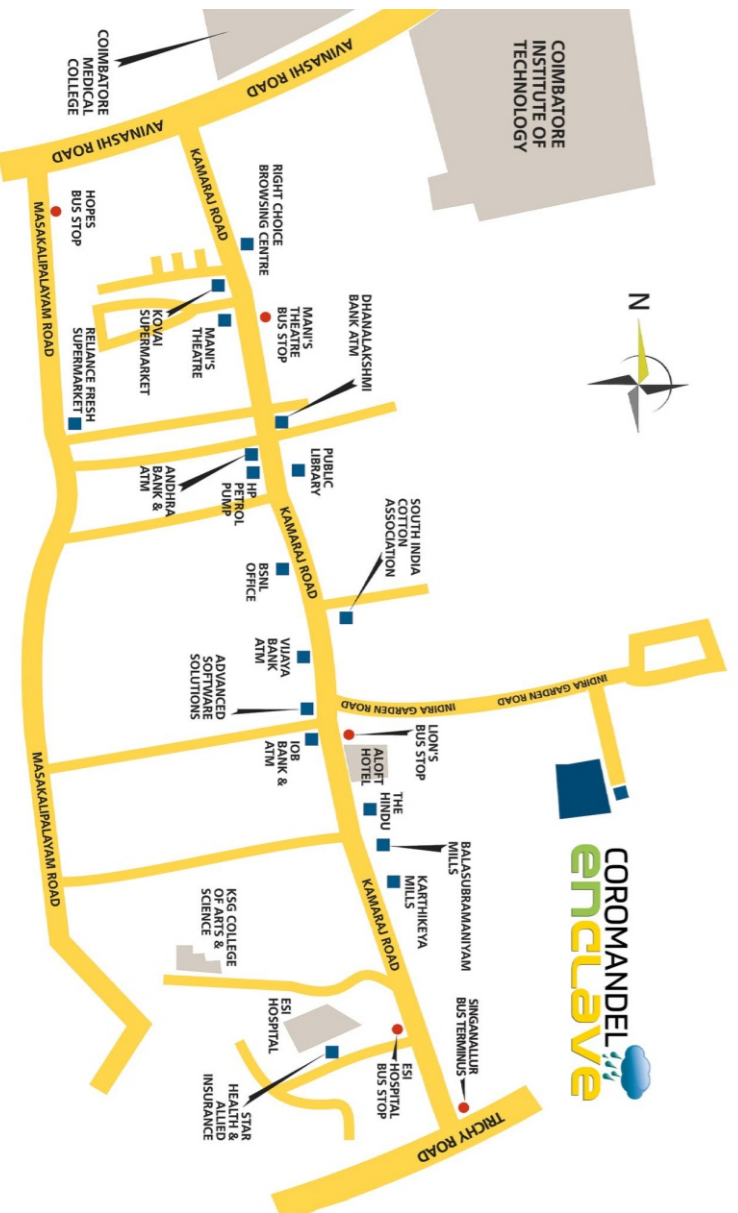 COIMBATORE
MEDICAL
COLLEGE
AVINASHI ROAD
AVINASHI ROAD
COIMBATORE
INSTITUTE OF
TECHNOLOGY
KAMARAJ ROAD
HOPES
BUS STOP
MASAKALIPALAYAM ROAD
RIGHT CHOICE
BROWSING CENTRE
KOVAI
SUPERMARKET
MANI'S
THEATRE
MANI'S
THEATRE
BUS STOP
RELIANCE FRESH
SUPERMARKET
DHANALAKSHMI
BANK ATM
N
PUBLIC
LIBRARY
ANDHRA
BANK &
ATM
HP
PETROL
PUMP
KAMARAJ ROAD
SOUTH INDIA
COTTON
ASSOCIATION
BSNL
OFFICE
VIJAYA
BANK
ATM
ADVANCED
SOFTWARE
SOLUTIONS
INDIRA GARDEN ROAD
INDIRA GARDEN ROAD
IOB
BANK &
ATM
LION'S
BUS STOP
ALOFT
HOTEL
THE
HINDU
BALASUBRAMANIYAM
MILLS
KARTHIKEYA
MILLS
MASAKALIPALAYAM ROAD
KAMARAJ ROAD
COROMANDEL
enclave
KSG COLLEGE
OF ARTS &
SCIENCE
ESI
HOSPITAL
ESI
HOSPITAL
BUS STOP
SINGANALLUR
BUS TERMINUS
STAR
HEALTH &
ALLIED
INSURANCE
TRICHY ROAD